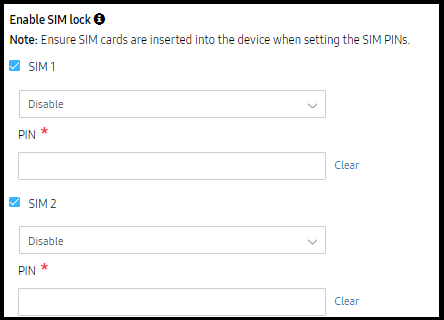 Enable SIM lock
Note: Ensure SIM cards are inserted into the device when setting the SIM PINs.
SIM 1
Disable
PIN *
Clear
SIM 2
Disable
PIN *
Clear